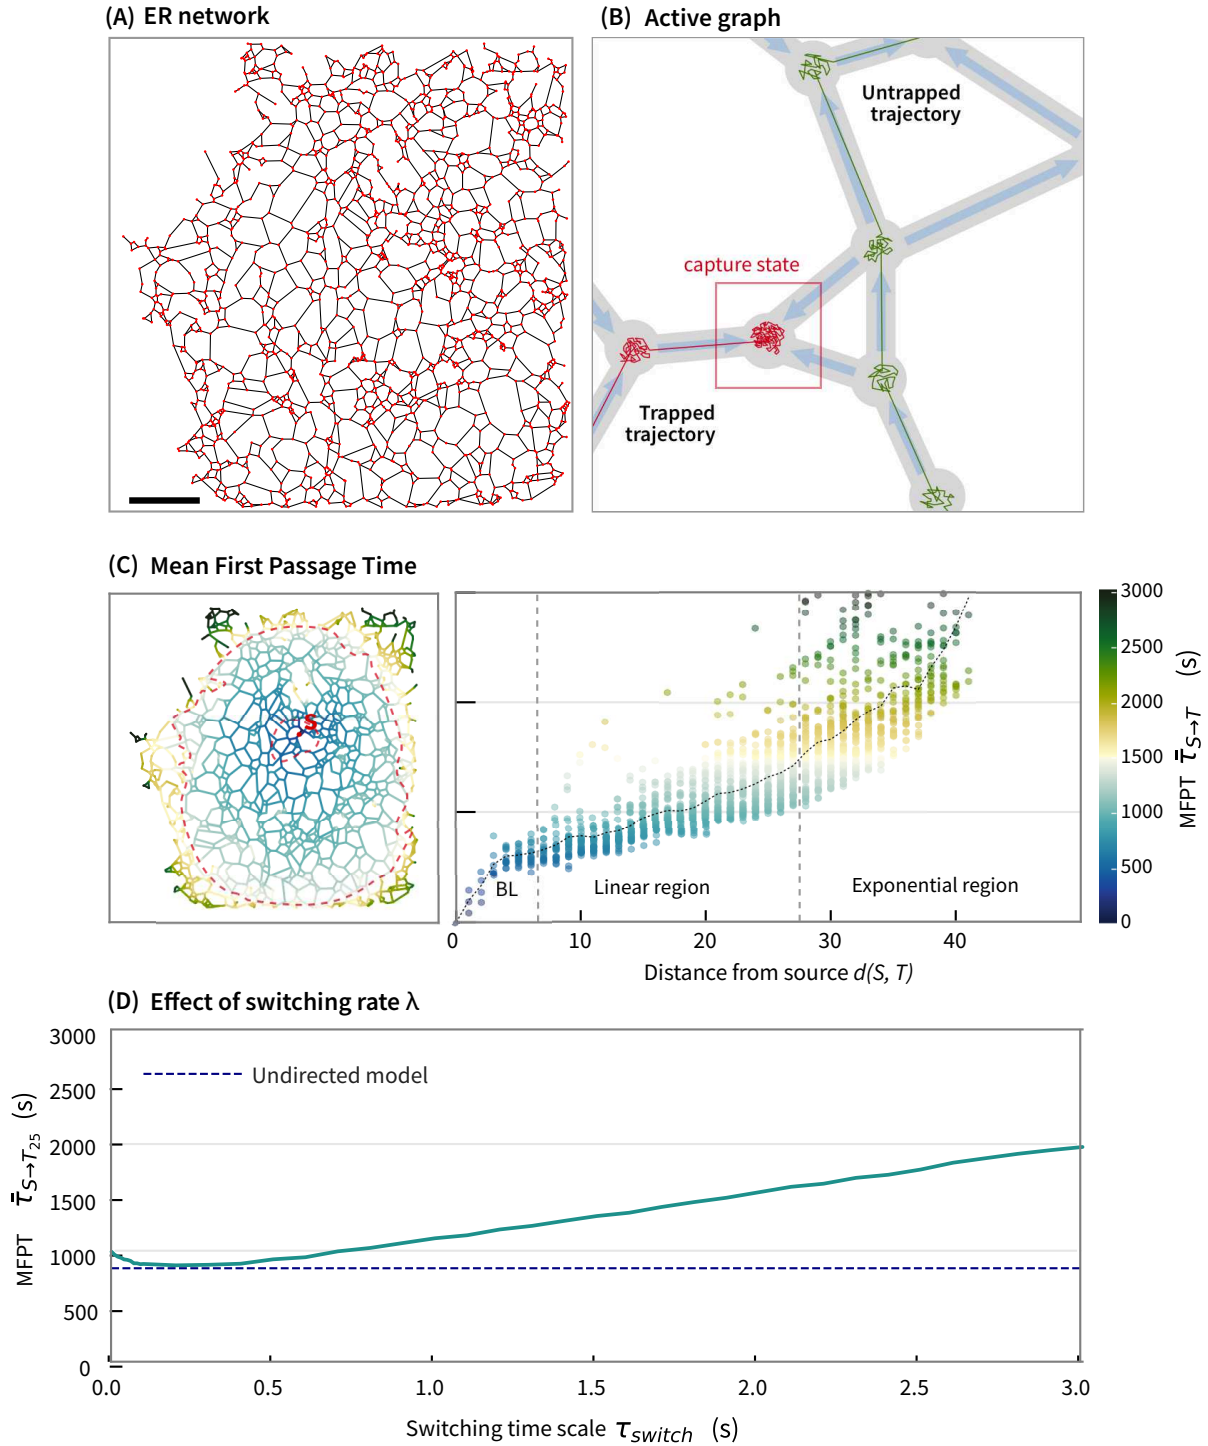 (A) ER network
(B) Active graph
Untrapped
trajectory
capture state
Trapped
trajectory
(C) Mean First Passage Time
S
BL
Linear region
Exponential region
0
10
20
30
40
Distance from source d(S, T)
3000
2500
2000
1500
1000
500
0
MFPT τ̄S→T (s)
(D) Effect of switching rate λ
3000
2500
2000
1500
1000
500
0
MFPT τ̄S→T25 (s)
Undirected model
0.0
0.5
1.0
1.5
2.0
2.5
3.0
Switching time scale τswitch (s)